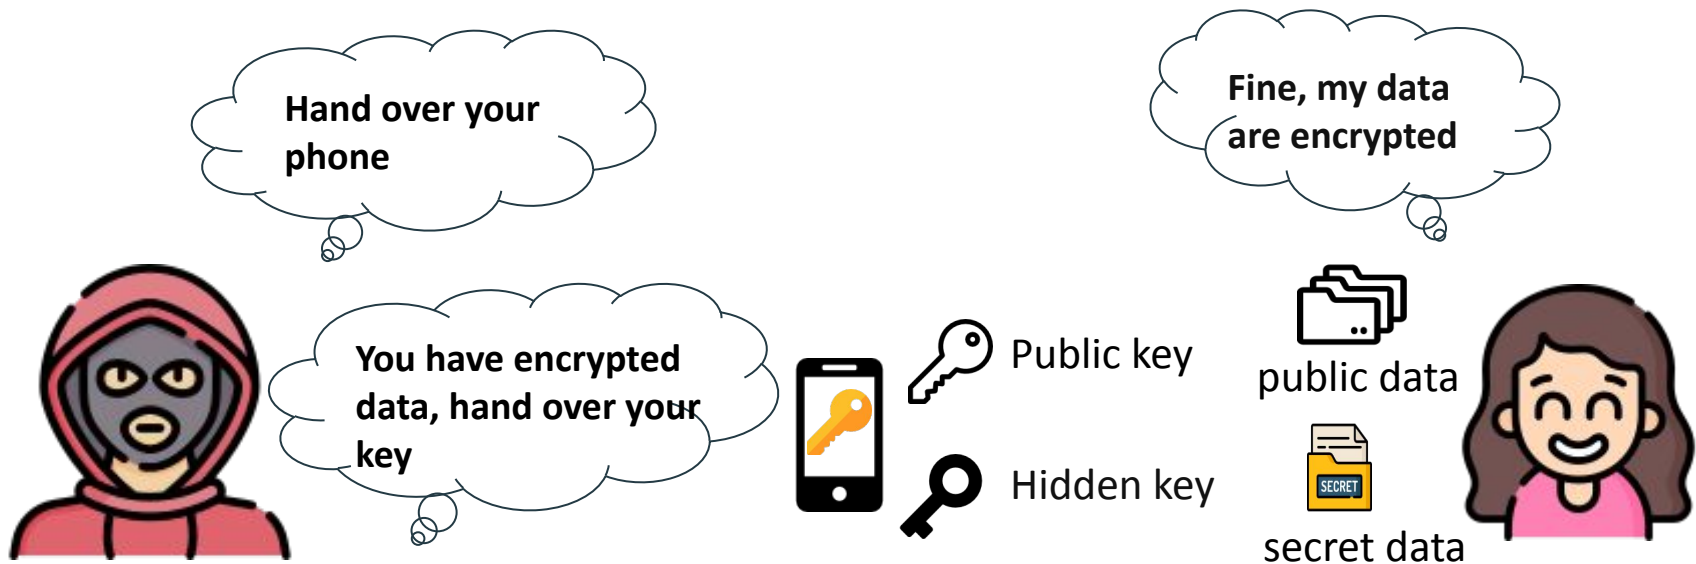 Hand over your
phone
Fine, my data
are encrypted
You have encrypted
data, hand over your
key
Public key
Hidden key
public data
SECRET
secret data